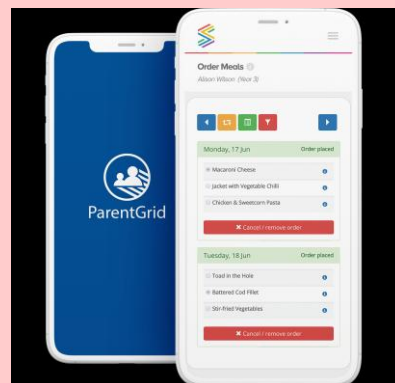 ParentGrid
Order Meals
Alison Wilson (Year 3)
Monday, 17 Jun Order placed
Macaroni Cheese
Jacket with Vegetable Chilli
Chicken & Sweetcorn Pasta
Cancel / remove order
Tuesday, 18 Jun Order placed
Toad in the Hole
Battered Cod Fillet
Stir-fried Vegetables
Cancel / remove order